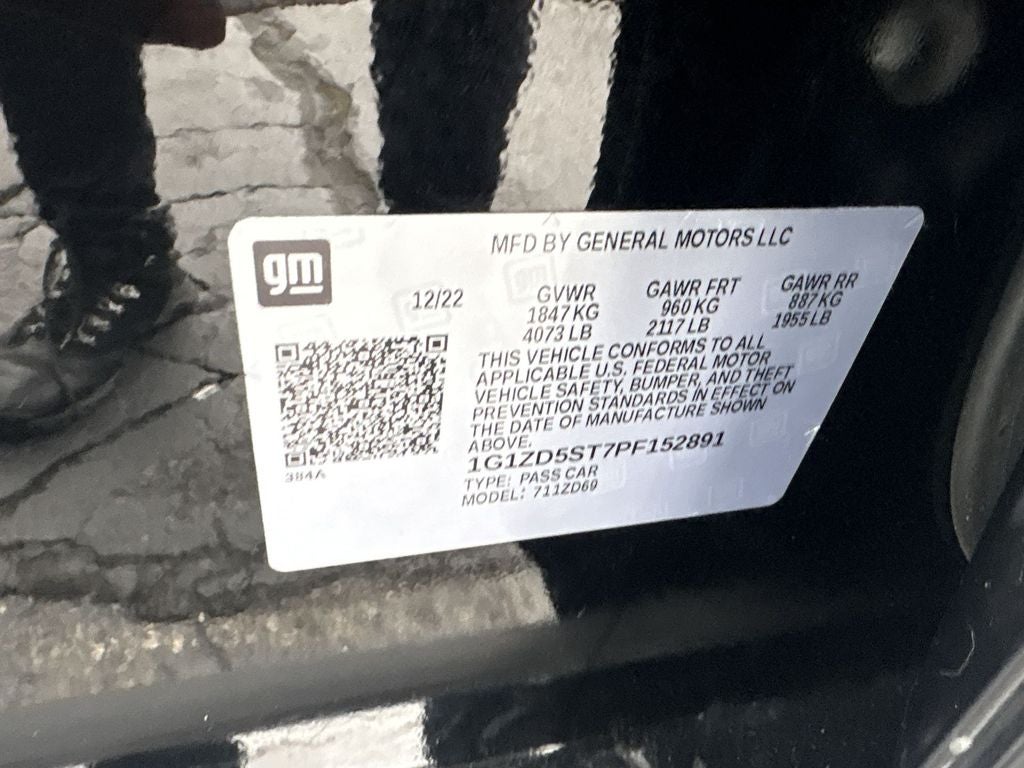 gm
MFD BY GENERAL MOTORS LLC
12/22
GVWR
1847 KG
4073 LB
GAWR FRT
960 KG
2117 LB
GAWR RR
887 KG
1955 LB
THIS VEHICLE CONFORMS TO ALL
APPLICABLE U.S. FEDERAL MOTOR
VEHICLE SAFETY, BUMPER, AND THEFT
PREVENTION STANDARDS IN EFFECT ON
THE DATE OF MANUFACTURE SHOWN
ABOVE.
1G1ZD5ST7PF152891
TYPE: PASS CAR
MODEL: 711ZD69
384A